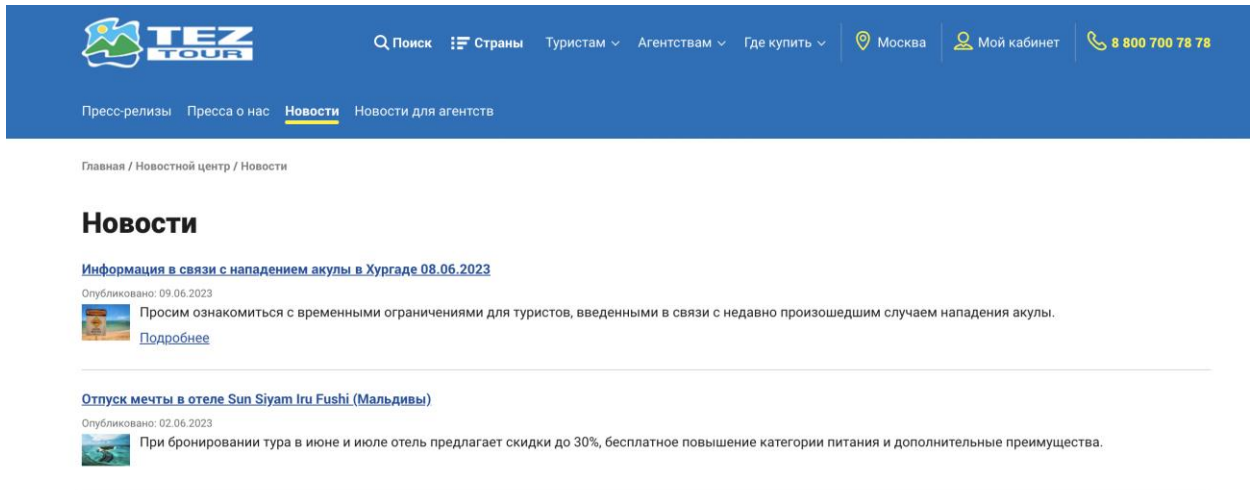 TEZ TOUR
Поиск Страны Туристам Агентствам Где купить Москва Мой кабинет 8 800 700 78 78
Пресс-релизы Пресса о нас Новости Новости для агентств
Главная / Новостной центр / Новости
Новости
Информация в связи с нападением акулы в Хургаде 08.06.2023
Опубликовано: 09.06.2023
Просим ознакомиться с временными ограничениями для туристов, введенными в связи с недавно произошедшим случаем нападения акулы.
Подробнее
Отпуск мечты в отеле Sun Siyam Iru Fushi (Мальдивы)
Опубликовано: 02.06.2023
При бронировании тура в июне и июле отель предлагает скидки до 30%, бесплатное повышение категории питания и дополнительные преимущества.